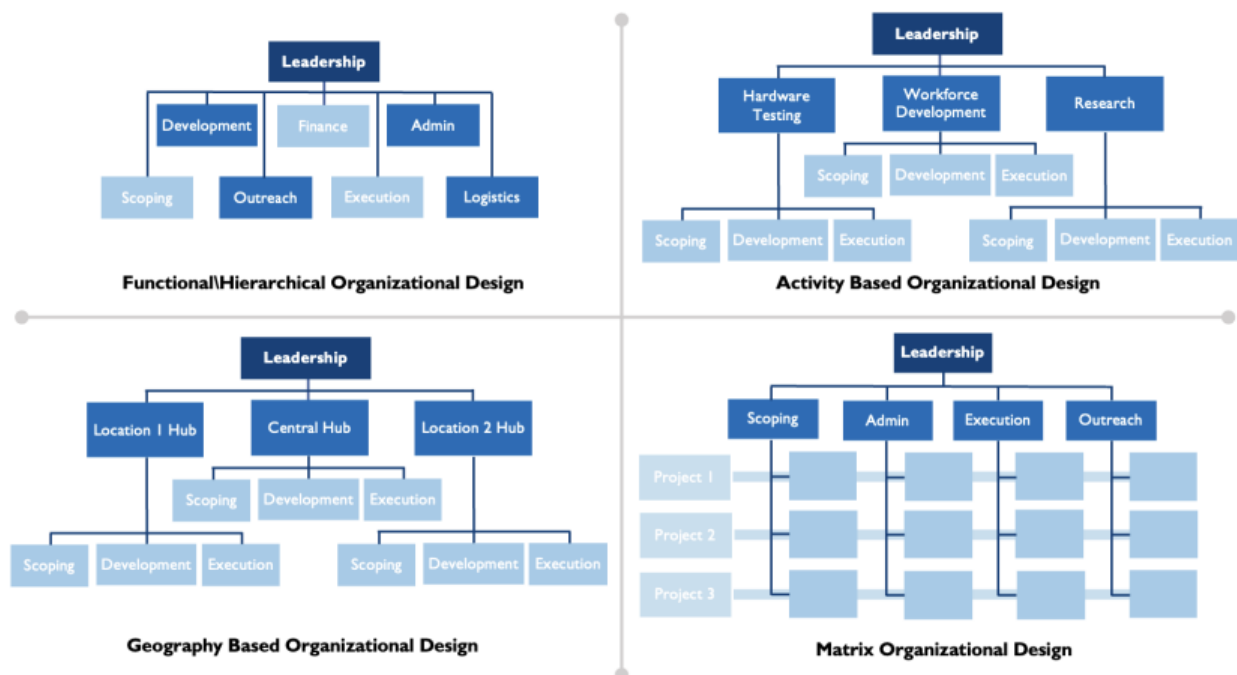 Leadership
Development
Finance
Admin
Scoping
Outreach
Execution
Logistics
Functional\Hierarchical Organizational Design
Leadership
Hardware
Testing
Workforce
Development
Research
Scoping
Development
Execution
Scoping
Development
Execution
Scoping
Development
Execution
Activity Based Organizational Design
Leadership
Location 1 Hub
Central Hub
Location 2 Hub
Scoping
Development
Execution
Scoping
Development
Execution
Scoping
Development
Execution
Geography Based Organizational Design
Leadership
Scoping
Admin
Execution
Outreach
Project 1
Project 2
Project 3
Matrix Organizational Design